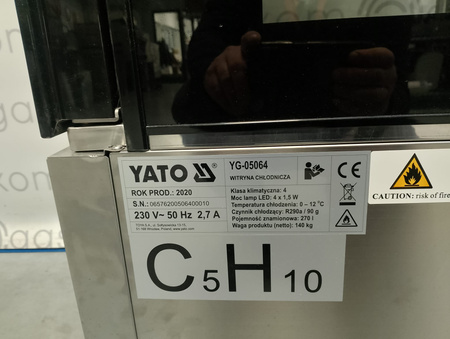 YATO
YG-05064
WITRYNA CHŁODNICZA
ROK PROD.: 2020
S.N.: 06576200506400010
230 V~ 50 Hz 2,7 A
Klasa klimatyczna: 4
Moc lamp LED: 4 x 1,5 W
Temperatura chłodzenia: 0 – 12 °C
Czynnik chłodzący: R290a / 90 g
Pojemność znamionowa: 270 l
Waga produktu (netto): 140 kg
CE
CAUTION: risk of fire
C5H10